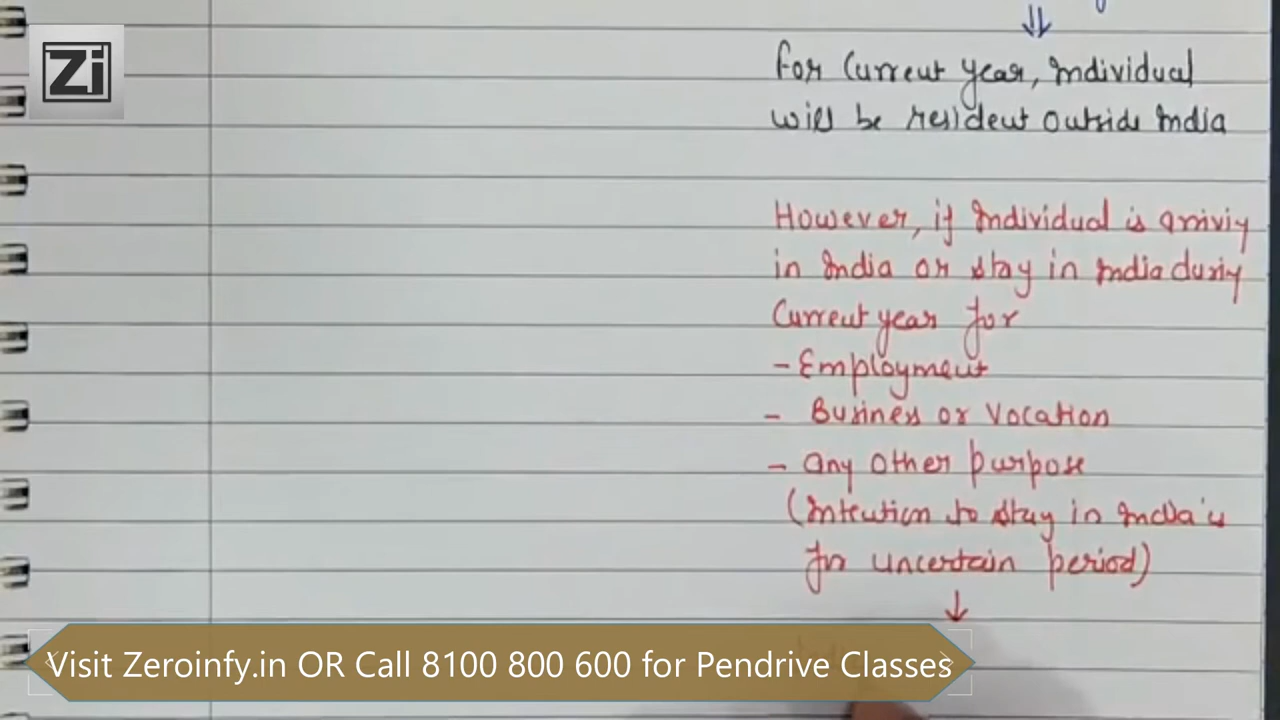 Zi
For Current year, individual
will be resident outside India
However, if individual is arriving
in India or stay in India during
Current year for
- Employment
- Business or Vocation
- any other purpose
(intention to stay in India is
for uncertain period)
Visit Zeroinfy.in OR Call 8100 800 600 for Pendrive Classes